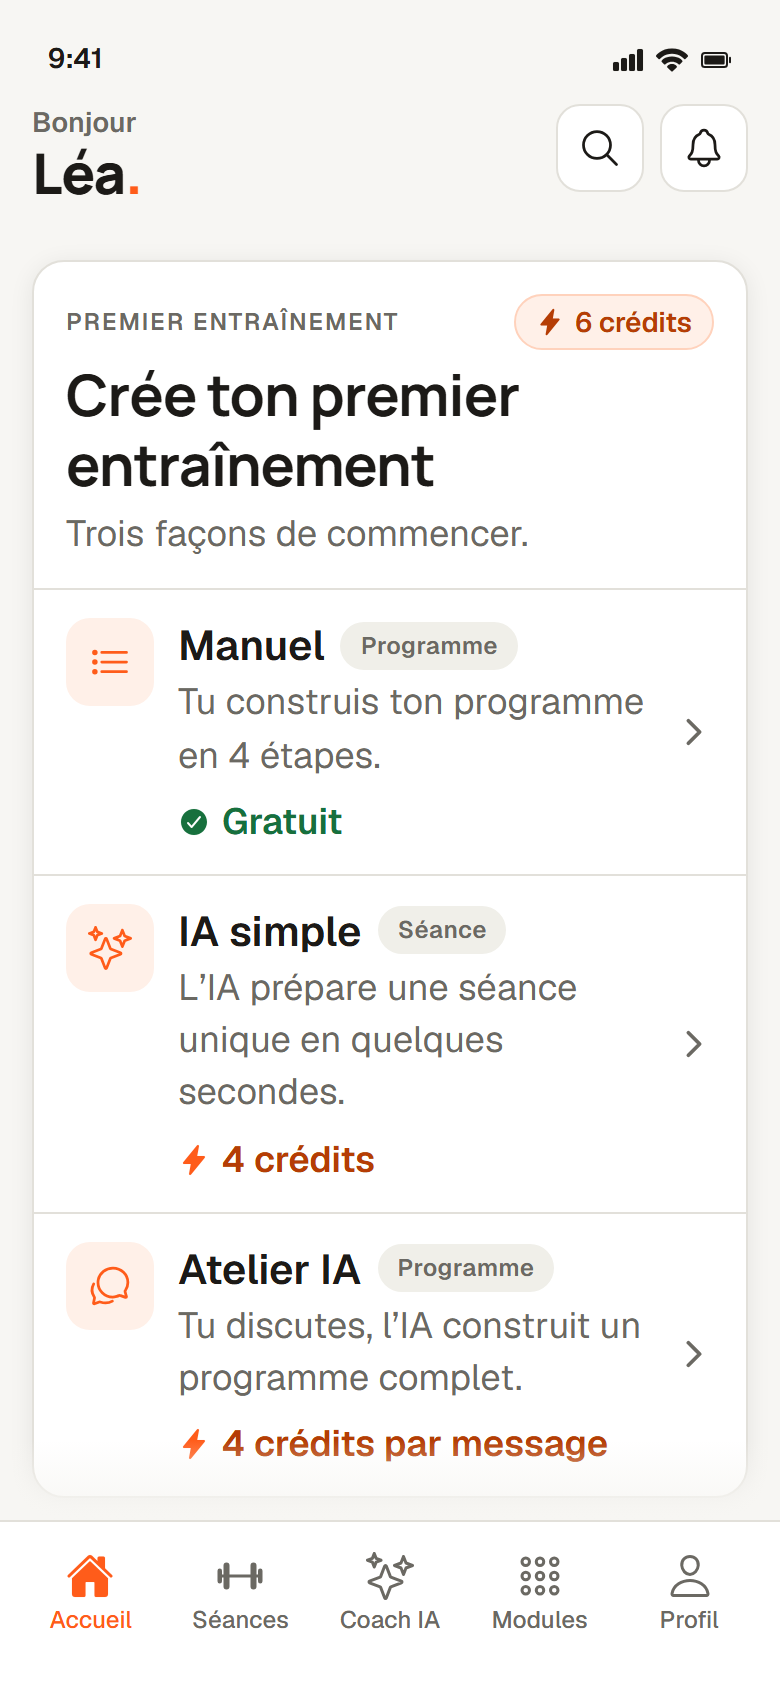 9:41
Bonjour
Léa.
PREMIER ENTRAÎNEMENT
6 crédits
Crée ton premier
entraînement
Trois façons de commencer.
Manuel Programme
Tu construis ton programme
en 4 étapes.
Gratuit
IA simple Séance
L’IA prépare une séance
unique en quelques
secondes.
4 crédits
Atelier IA Programme
Tu discutes, l’IA construit un
programme complet.
4 crédits par message
Accueil Séances Coach IA Modules Profil